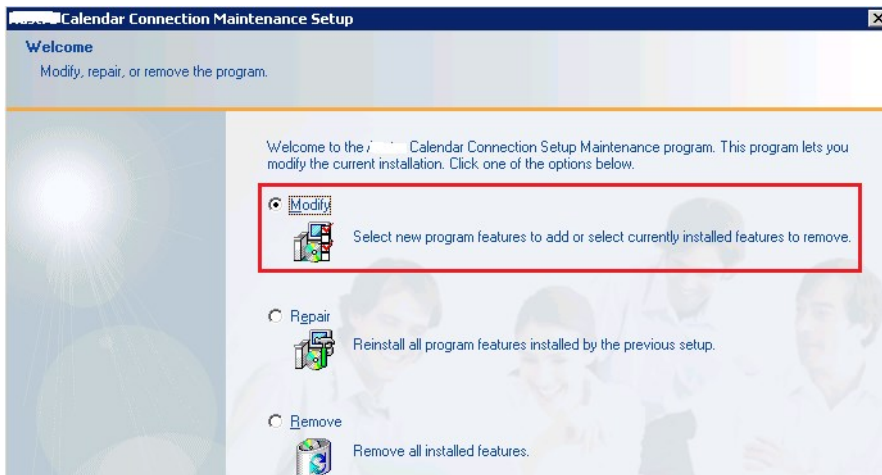 Calendar Connection Maintenance Setup
Welcome
Modify, repair, or remove the program.
Welcome to the Calendar Connection Setup Maintenance program. This program lets you
modify the current installation. Click one of the options below.
Modify
Select new program features to add or select currently installed features to remove.
Repair
Reinstall all program features installed by the previous setup.
Remove
Remove all installed features.